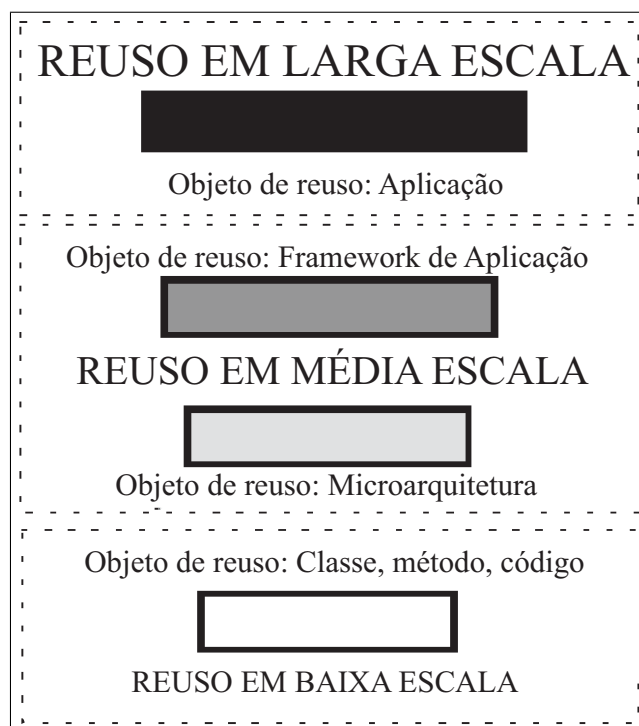 REUSO EM LARGA ESCALA
Objeto de reuso: Aplicação
Objeto de reuso: Framework de Aplicação
REUSO EM MÉDIA ESCALA
Objeto de reuso: Microarquitetura
Objeto de reuso: Classe, método, código
REUSO EM BAIXA ESCALA